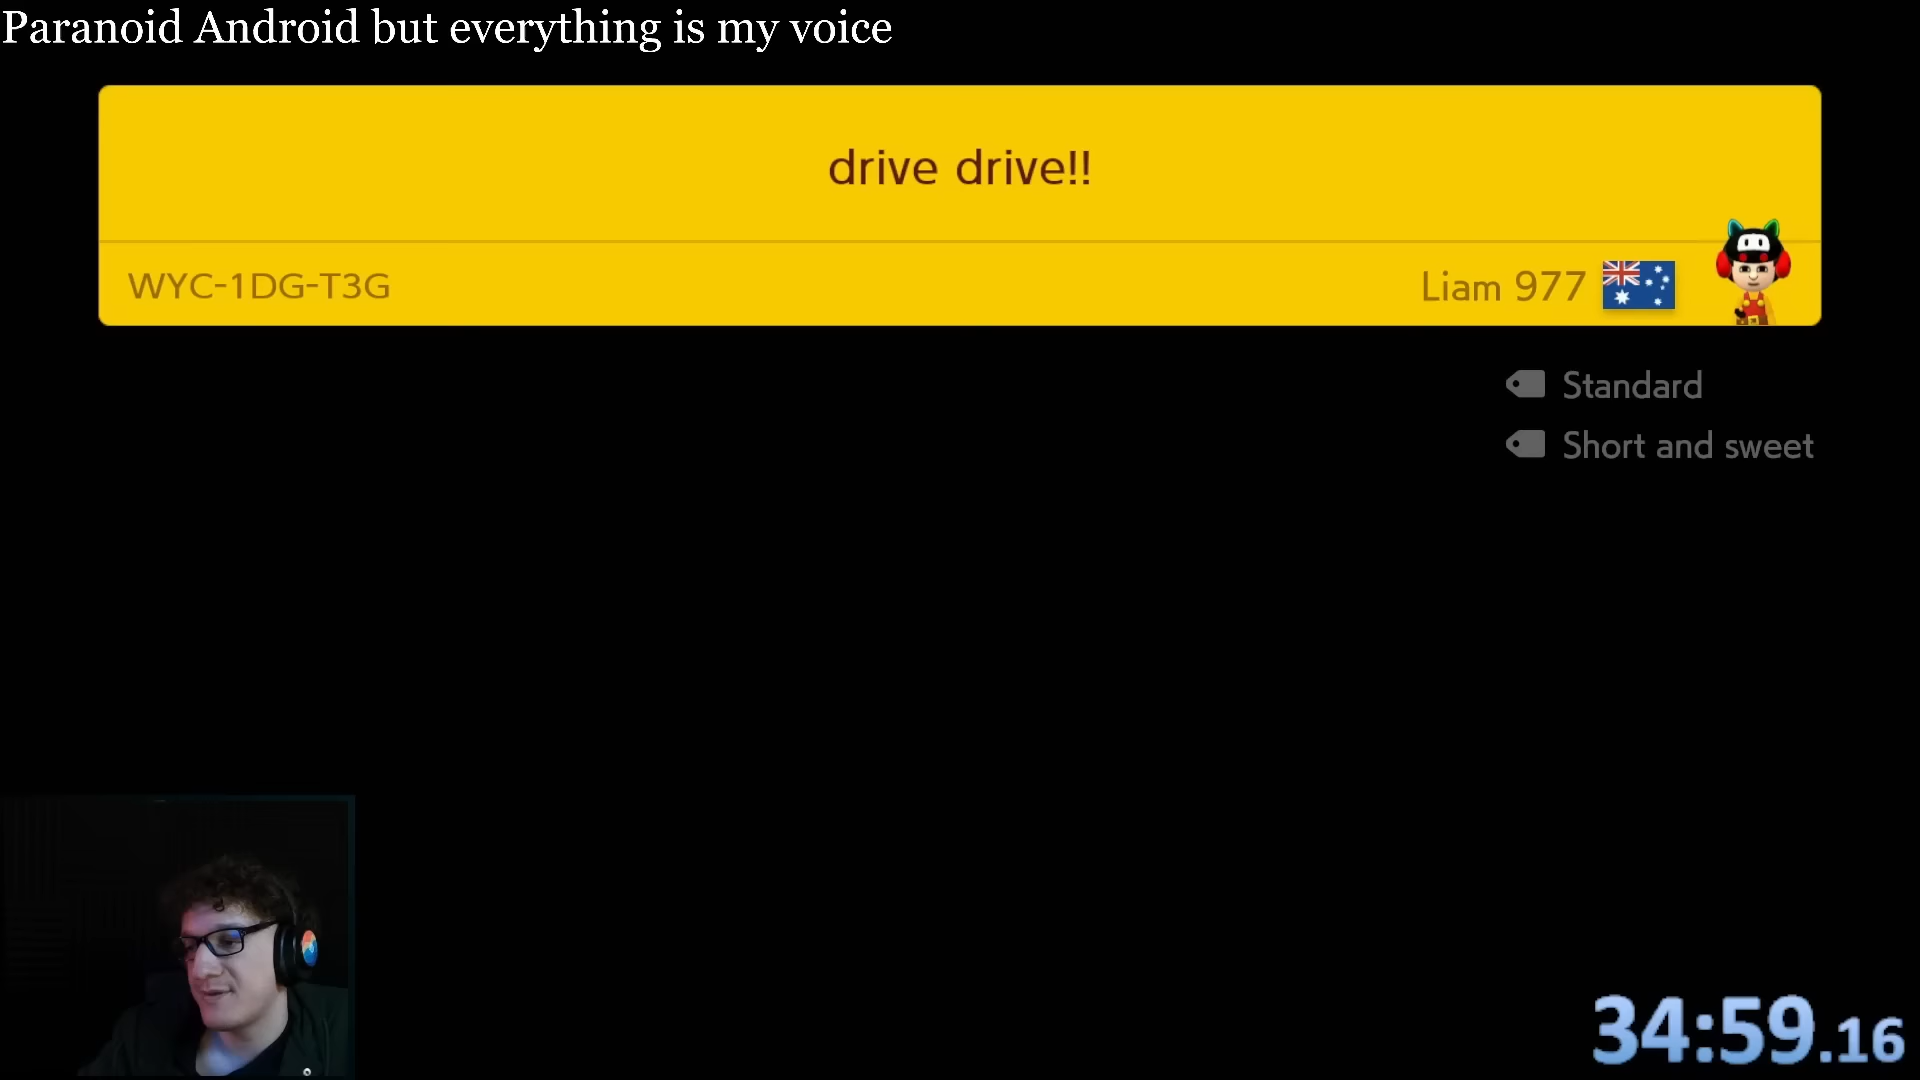 Paranoid Android but everything is my voice
drive drive!!
WYC-1DG-T3G
Liam 977
Standard
Short and sweet
34:59.16